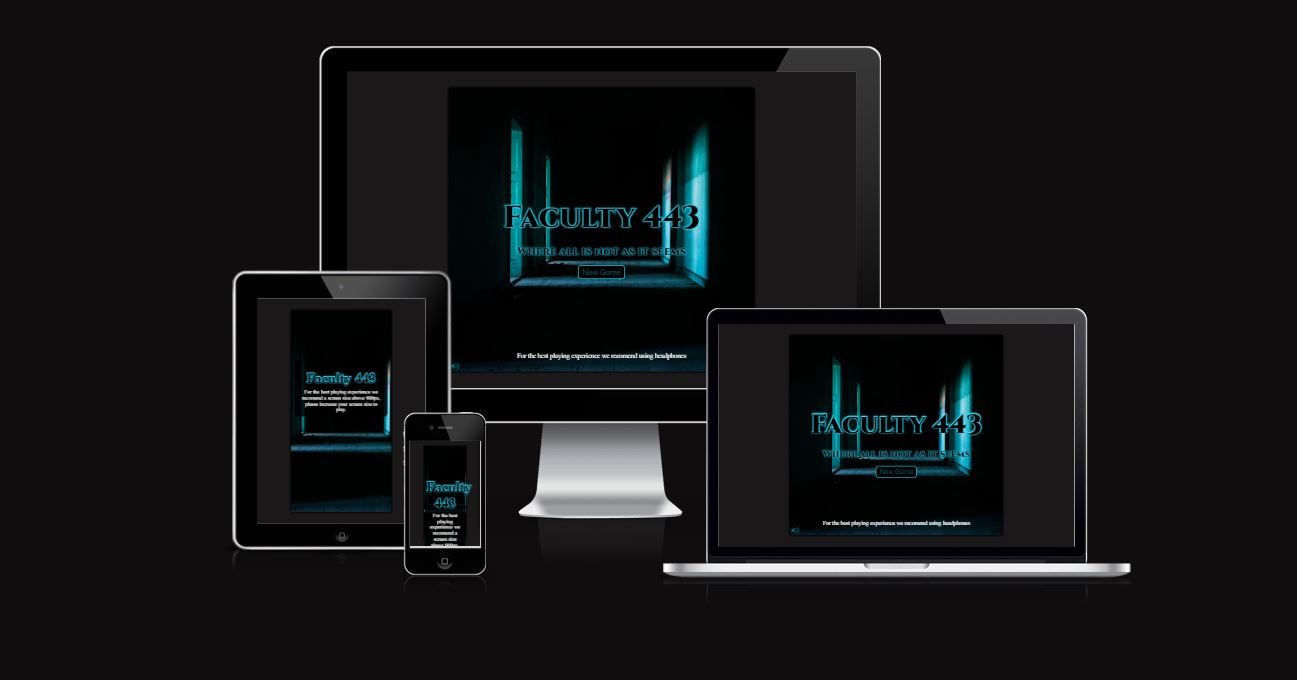 Faculty 443
Where all is not as it seems
New Game
For the best playing experience we recomend using headphones
Faculty 443
For the best playing experience we
recomend a screen size above 800px,
please increase your screen size to
play.
Faculty
443
For the best
playing
experience we
recomend a
screen size
above 800px,
Faculty 443
Where all is not as it seems
New Game
For the best playing experience we recomend using headphones